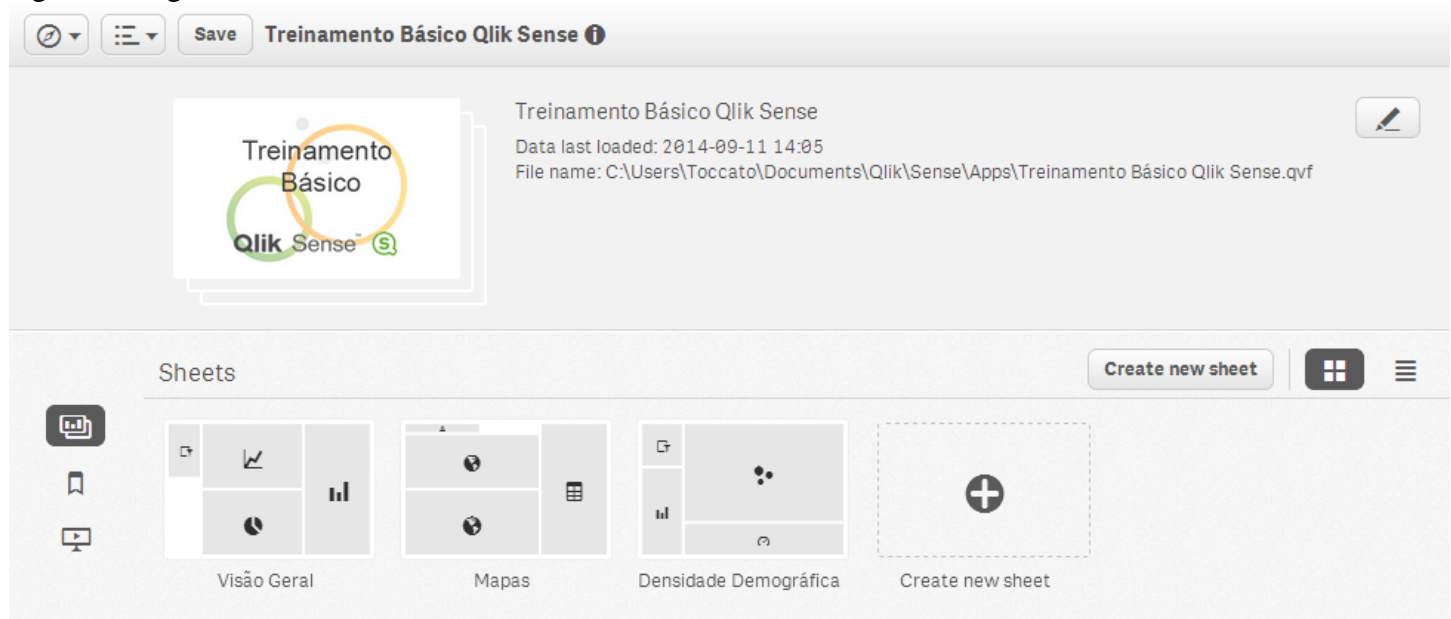 Save Treinamento Básico Qlik Sense
Treinamento
Básico
Qlik Sense
Treinamento Básico Qlik Sense
Data last loaded: 2014-09-11 14:05
File name: C:\Users\Toccato\Documents\Qlik\Sense\Apps\Treinamento Básico Qlik Sense.qvf
Sheets
Create new sheet
Visão Geral
Mapas
Densidade Demográfica
Create new sheet